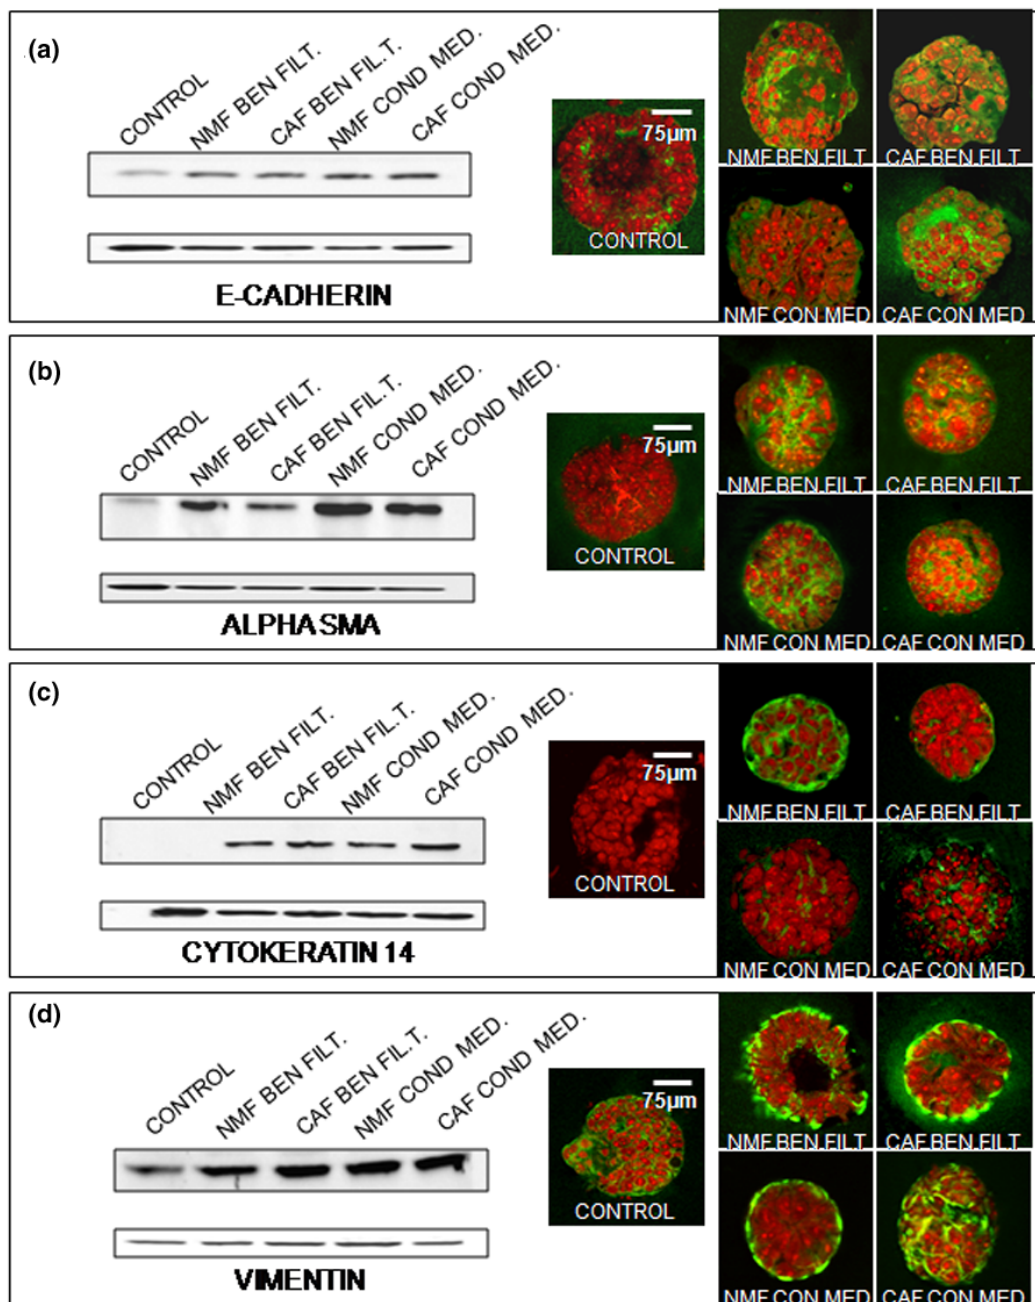 (a)
CONTROL
NMF BEN FILT.
CAF BEN FIL.T.
NMF COND MED.
CAF COND MED.
E-CADHERIN
75µm
CONTROL
NMF BEN.FILT
CAF BEN.FILT
NMF CON MED
CAF CON MED
(b)
CONTROL
NMF BEN FILT.
CAF BEN FIL.T.
NMF COND MED.
CAF COND MED.
ALPHA SMA
75µm
CONTROL
NMF BEN.FILT
CAF BEN.FILT
NMF CON MED
CAF CON MED
(c)
CONTROL
NMF BEN FILT.
CAF BEN FIL.T.
NMF COND MED.
CAF COND MED.
CYTOKERATIN 14
75µm
CONTROL
NMF BEN.FILT
CAF BEN.FILT
NMF CON MED
CAF CON MED
(d)
CONTROL
NMF BEN FILT.
CAF BEN FIL.T.
NMF COND MED.
CAF COND MED.
VIMENTIN
75µm
CONTROL
NMF BEN.FILT
CAF BEN.FILT
NMF CON MED
CAF CON MED